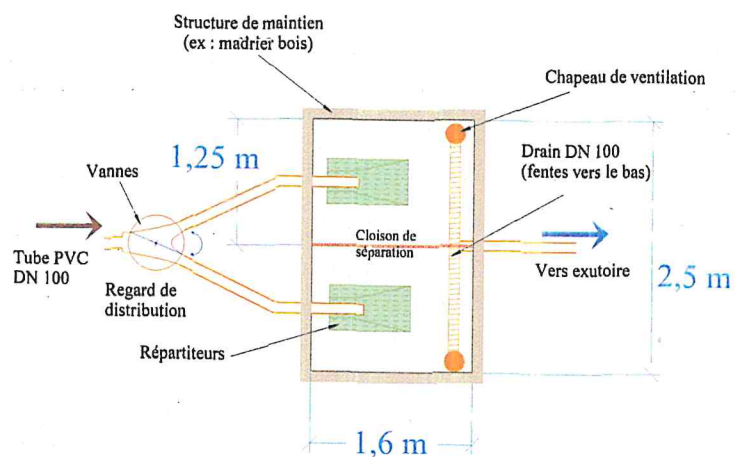 Structure de maintien
(ex : madrier bois)
Chapeau de ventilation
1,25 m
Vannes
Drain DN 100
(fentes vers le bas)
Tube PVC
DN 100
Cloison de
séparation
Vers exutoire
2,5 m
Regard de
distribution
Répartiteurs
1,6 m